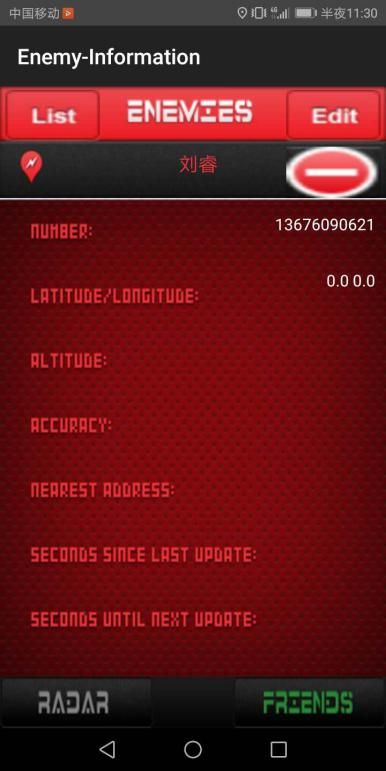 中国移动 半夜11:30
Enemy-Information
List ENEMIES Edit
刘睿
NUMBER: 13676090621
LATITUDE/LONGITUDE: 0.0 0.0
ALTITUDE:
ACCURACY:
NEAREST ADDRESS:
SECONDS SINCE LAST UPDATE:
SECONDS UNTIL NEXT UPDATE:
RADAR FRIENDS